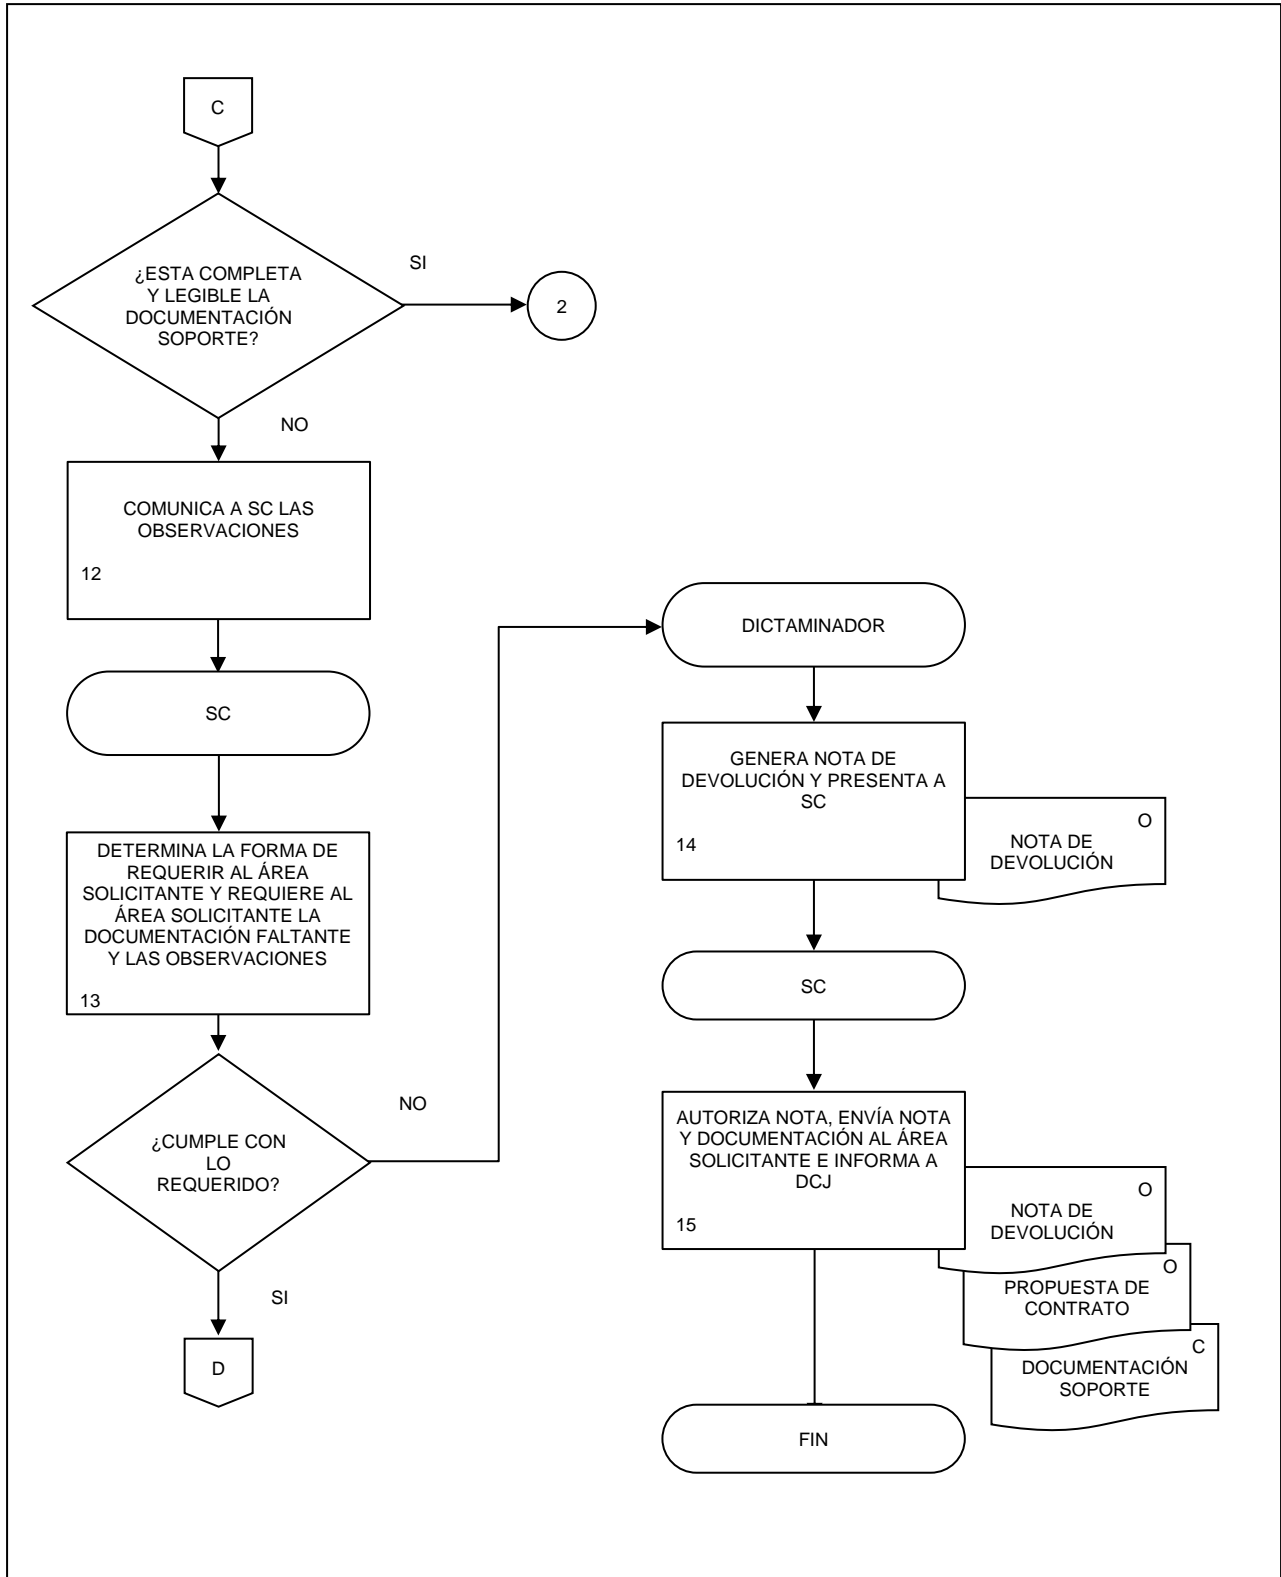 C
¿ESTA COMPLETA
Y LEGIBLE LA
DOCUMENTACIÓN
SOPORTE?
SI
2
NO
COMUNICA A SC LAS
OBSERVACIONES
12
SC
DETERMINA LA FORMA DE
REQUERIR AL ÁREA
SOLICITANTE Y REQUIERE AL
ÁREA SOLICITANTE LA
DOCUMENTACIÓN FALTANTE
Y LAS OBSERVACIONES
13
¿CUMPLE CON
LO
REQUERIDO?
NO
SI
D
DICTAMINADOR
GENERA NOTA DE
DEVOLUCIÓN Y PRESENTA A
SC
14
O
NOTA DE
DEVOLUCIÓN
SC
AUTORIZA NOTA, ENVÍA NOTA
Y DOCUMENTACIÓN AL ÁREA
SOLICITANTE E INFORMA A
DCJ
15
O
NOTA DE
DEVOLUCIÓN
O
PROPUESTA DE
CONTRATO
C
DOCUMENTACIÓN
SOPORTE
FIN